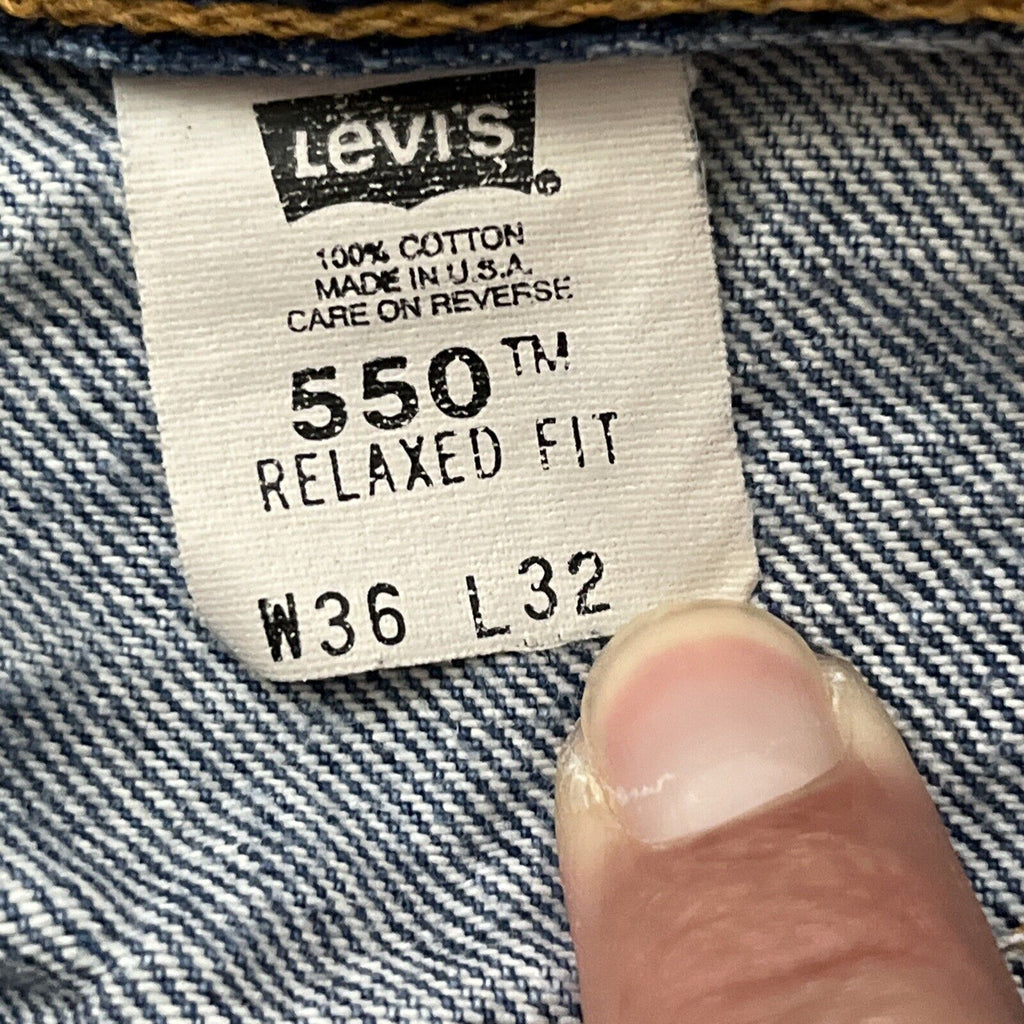 Levi's®
100% COTTON
MADE IN U.S.A.
CARE ON REVERSE
550™
RELAXED FIT
W36 L32